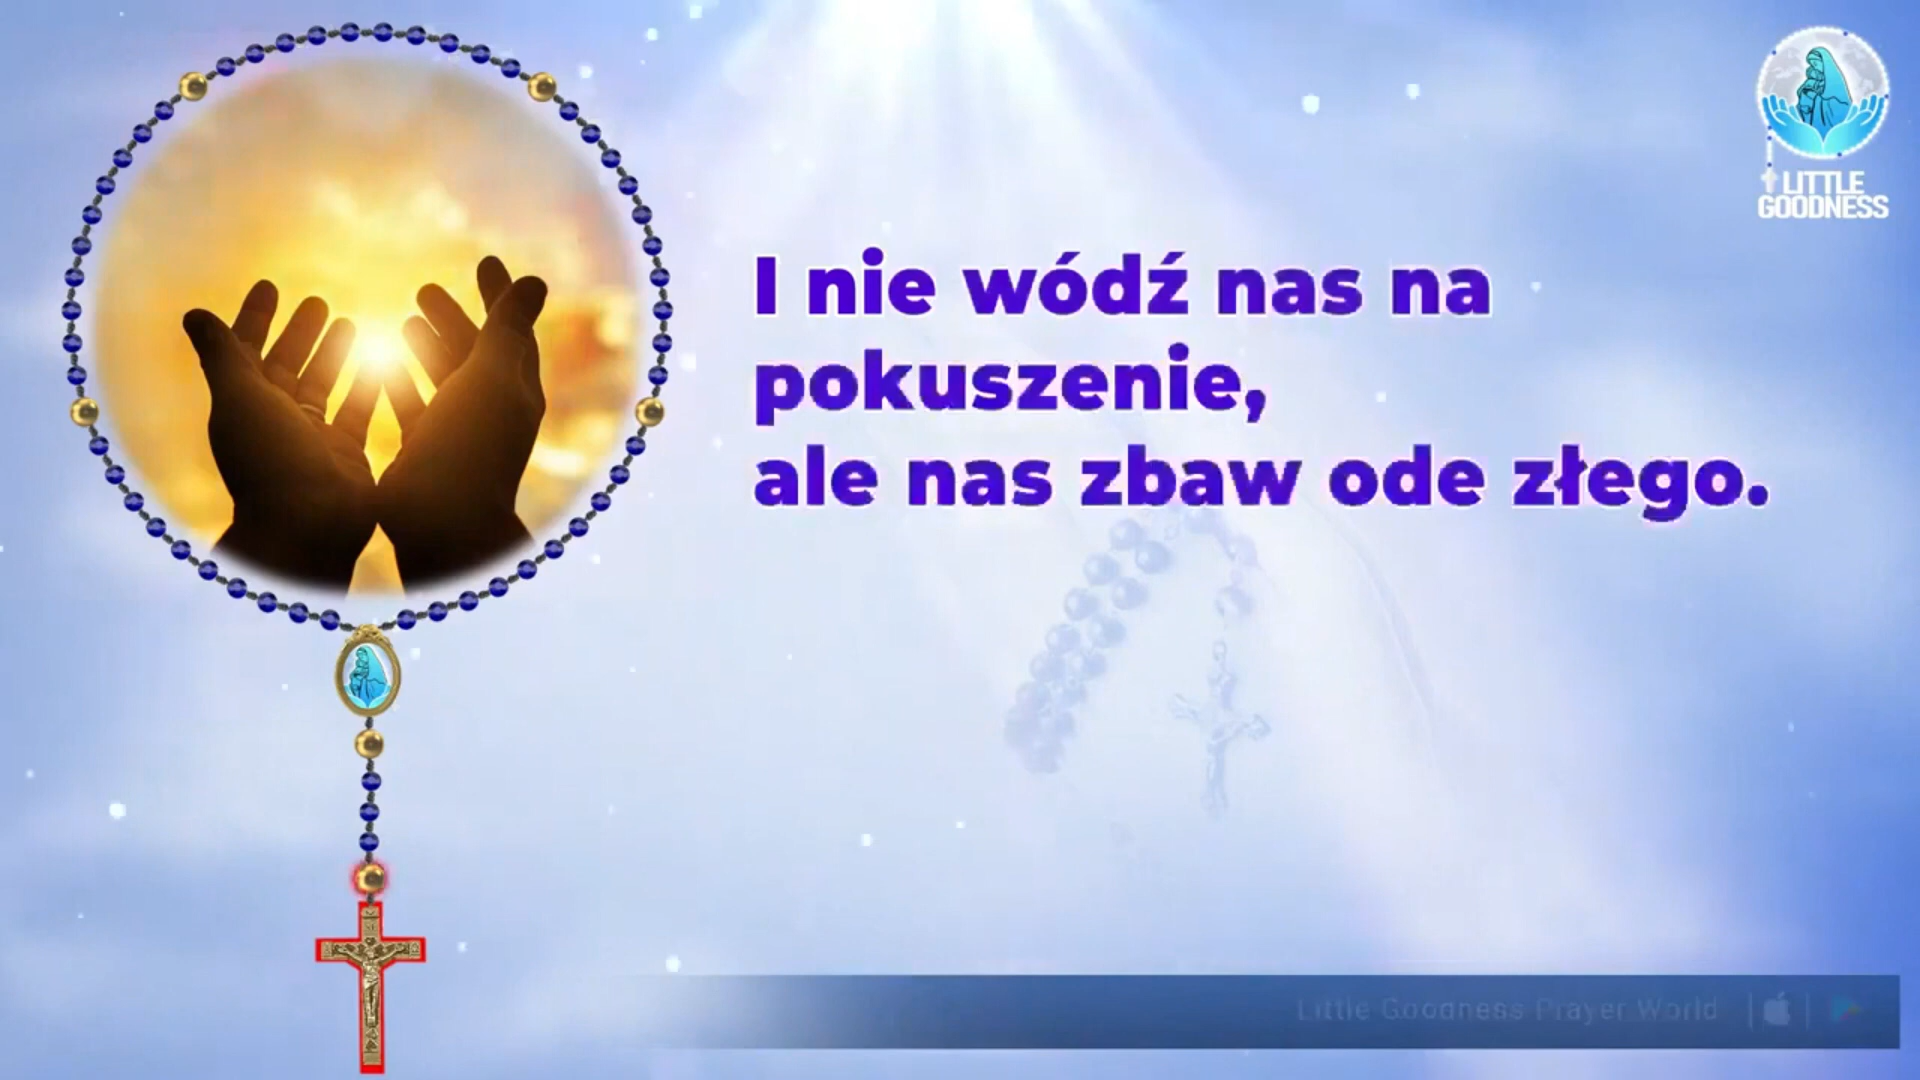 LITTLE
GOODNESS
I nie wódź nas na
pokuszenie,
ale nas zbaw ode złego.
Little Goodness Prayer World